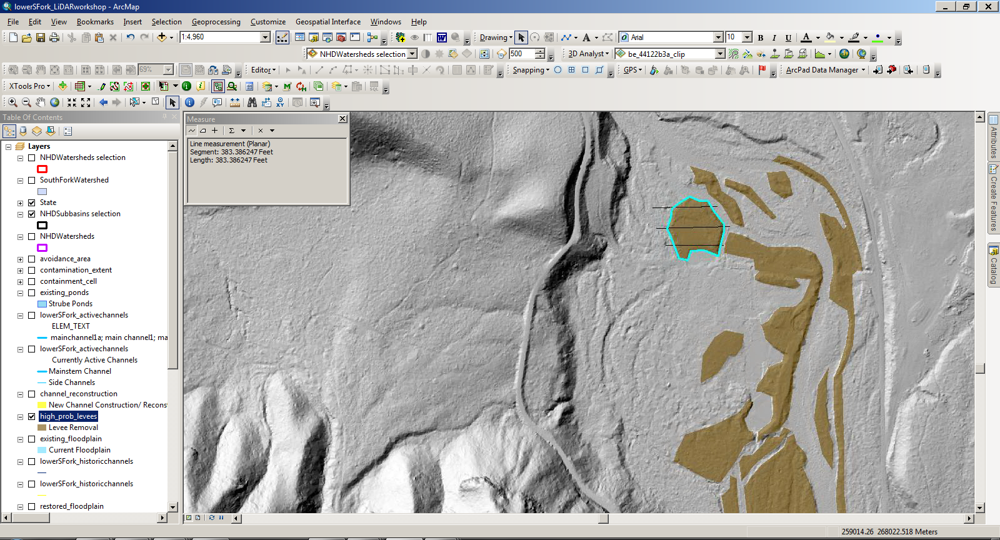 lowerSFork_LiDARworkshop - ArcMap
File Edit View Bookmarks Insert Selection Geoprocessing Customize Geospatial Interface Windows Help
1:4,960 Drawing Arial 10 B I U A
NHDWatersheds selection 500 3D Analyst be_44122b3a_clip
69% Editor Snapping GPS ArcPad Data Manager
XTools Pro SQL
XY
Table Of Contents
Layers
NHDWatersheds selection
SouthForkWatershed
State
NHDSubbasins selection
NHDWatersheds
avoidance_area
contamination_extent
containment_cell
existing_ponds
Strube Ponds
lowerSFork_activechannels
ELEM_TEXT
mainchannel1a; main channel1; ma
lowerSFork_activechannels
Currently Active Channels
Mainstem Channel
Side Channels
channel_reconstruction
New Channel Construction/ Recons
high_prob_levees
Levee Removal
existing_floodplain
Current Floodplain
lowerSFork_historicchannels
lowerSFork_historicchannels
restored_floodplain
Measure
Line measurement (Planar)
Segment: 383.386247 Feet
Length: 383.386247 Feet
Attributes
Create Features
Catalog
259014.26 268022.518 Meters